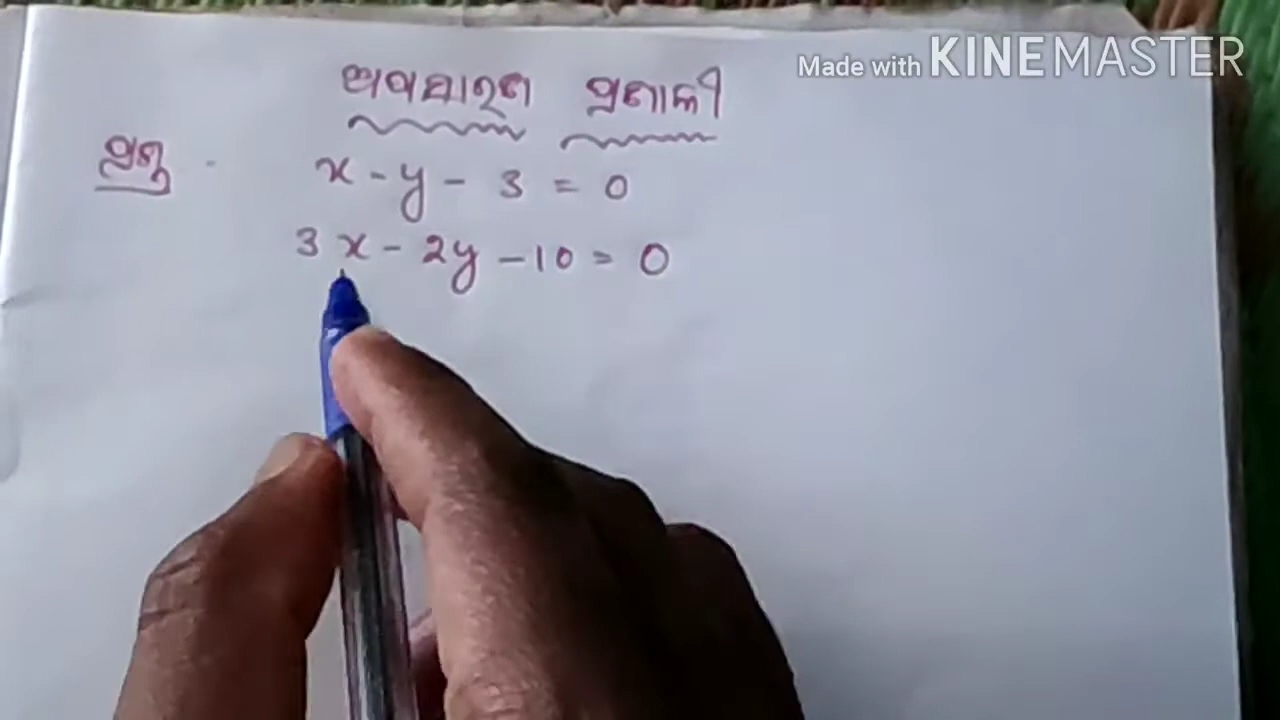 Made with KINEMASTER
ଅପସାରଣ ପ୍ରଣାଳୀ
ପ୍ରଶ୍ନ - x - y - 3 = 0
3x - 2y - 10 = 0